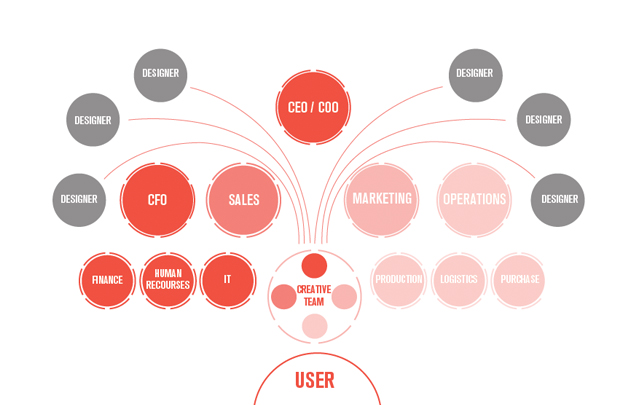 DESIGNER
DESIGNER
CEO / COO
DESIGNER
DESIGNER
DESIGNER
CFO
SALES
MARKETING
OPERATIONS
DESIGNER
FINANCE
HUMAN
RECOURSES
IT
CREATIVE
TEAM
PRODUCTION
LOGISTICS
PURCHASE
USER